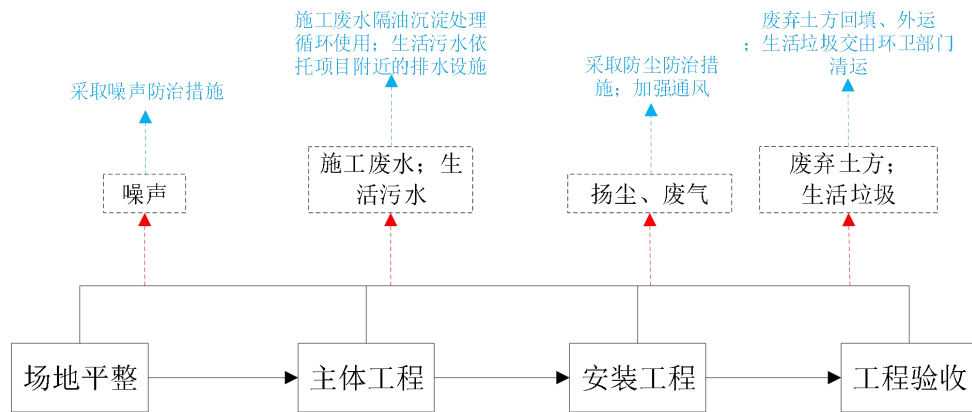 施工废水隔油沉淀处理
循环使用；生活污水依
托项目附近的排水设施
废弃土方回填、外运
；生活垃圾交由环卫部门
清运
采取噪声防治措施
采取防尘防治措
施；加强通风
噪声
施工废水；生
活污水
扬尘、废气
废弃土方；
生活垃圾
场地平整
主体工程
安装工程
工程验收